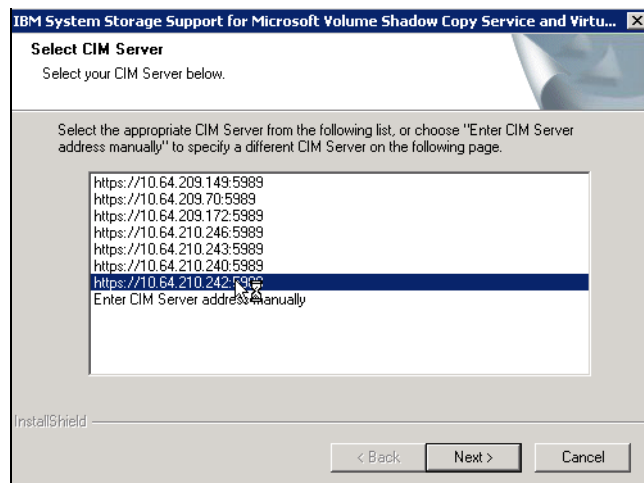 IBM System Storage Support for Microsoft Volume Shadow Copy Service and Virtu...
Select CIM Server
Select your CIM Server below.
Select the appropriate CIM Server from the following list, or choose "Enter CIM Server
address manually" to specify a different CIM Server on the following page.
https://10.64.209.149:5989
https://10.64.209.70:5989
https://10.64.209.172:5989
https://10.64.210.246:5989
https://10.64.210.243:5989
https://10.64.210.240:5989
https://10.64.210.242:5989
Enter CIM Server address manually
InstallShield
< Back
Next >
Cancel